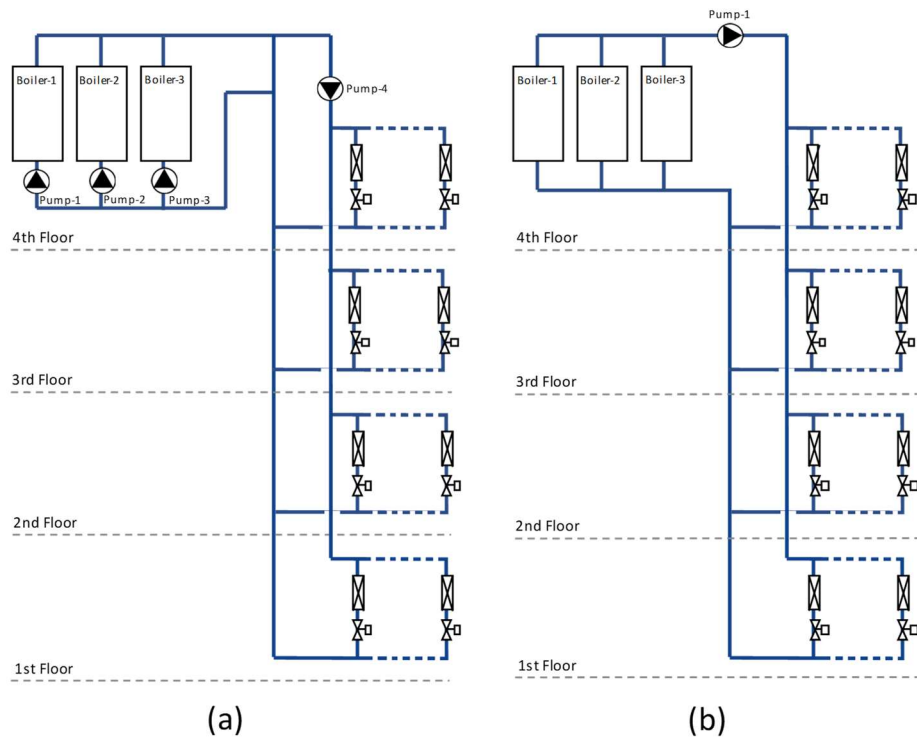 Pump-1
Boiler-1 Boiler-2 Boiler-3
Pump-4
Pump-1 Pump-2 Pump-3
4th Floor
3rd Floor
2nd Floor
1st Floor
(a)
Boiler-1 Boiler-2 Boiler-3
4th Floor
3rd Floor
2nd Floor
1st Floor
(b)